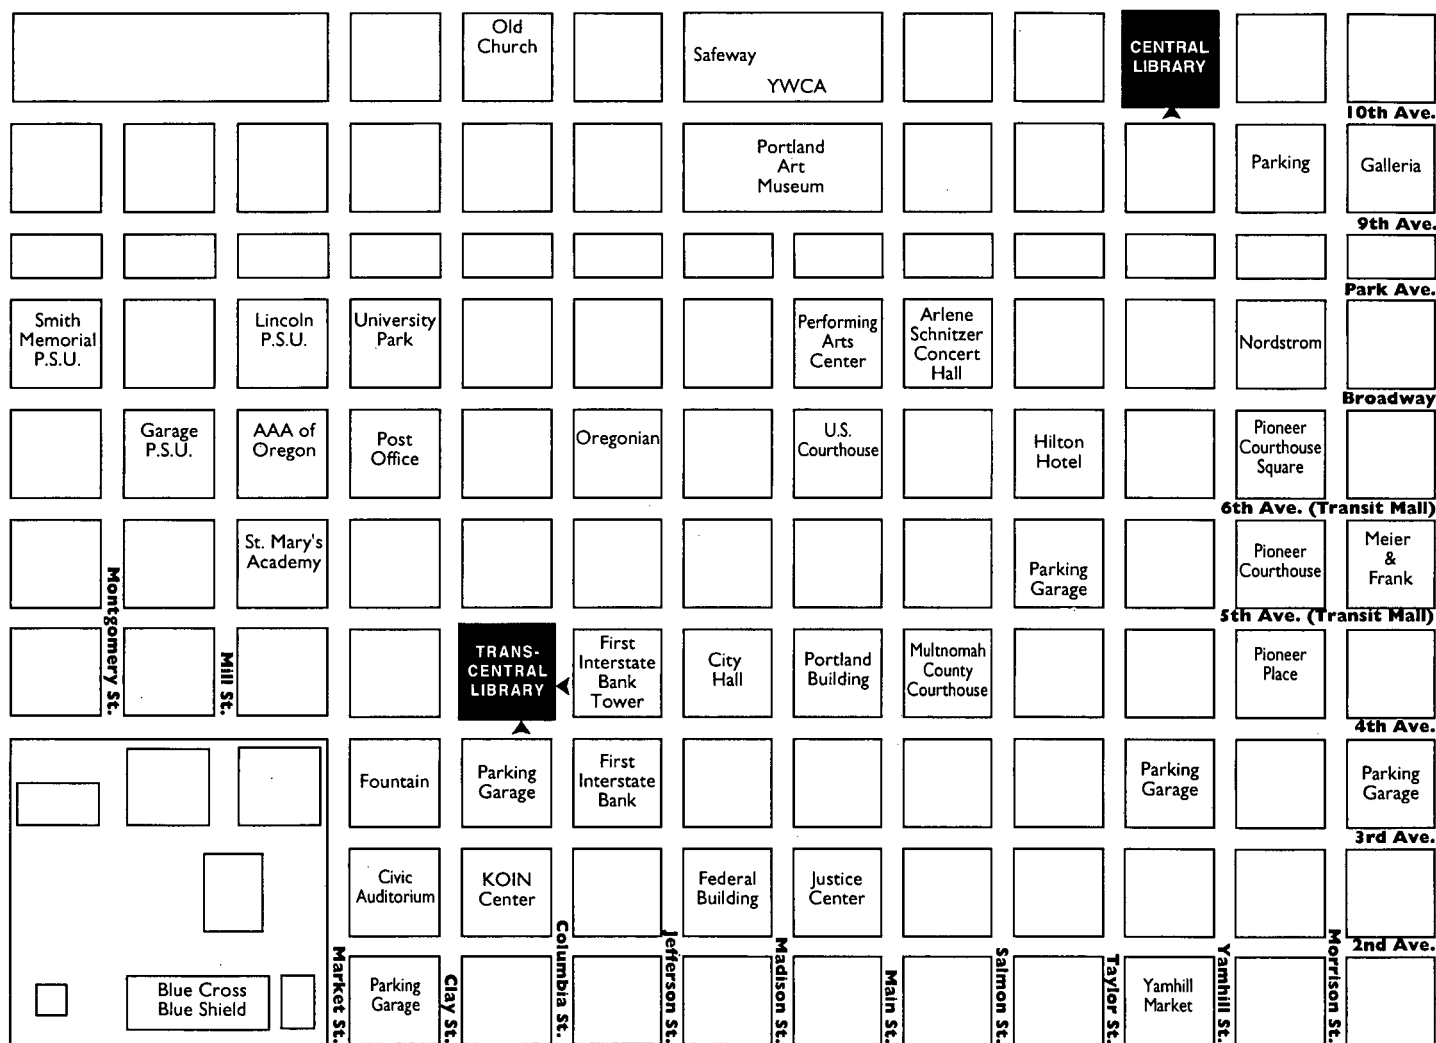 Old
Church
Safeway
YWCA
CENTRAL
LIBRARY
10th Ave.
Portland
Art
Museum
Parking
Galleria
9th Ave.
Park Ave.
Smith
Memorial
P.S.U.
Lincoln
P.S.U.
University
Park
Performing
Arts
Center
Arlene
Schnitzer
Concert
Hall
Nordstrom
Broadway
Garage
P.S.U.
AAA of
Oregon
Post
Office
Oregonian
U.S.
Courthouse
Hilton
Hotel
Pioneer
Courthouse
Square
6th Ave. (Transit Mall)
St. Mary's
Academy
Parking
Garage
Pioneer
Courthouse
Meier
&
Frank
5th Ave. (Transit Mall)
Montgomery St.
Mill St.
TRANS-
CENTRAL
LIBRARY
First
Interstate
Bank
Tower
City
Hall
Portland
Building
Multnomah
County
Courthouse
Pioneer
Place
4th Ave.
Fountain
Parking
Garage
First
Interstate
Bank
Parking
Garage
Parking
Garage
3rd Ave.
Civic
Auditorium
KOIN
Center
Federal
Building
Justice
Center
2nd Ave.
Blue Cross
Blue Shield
Market St.
Parking
Garage
Clay St.
Columbia St.
Jefferson St.
Madison St.
Main St.
Salmon St.
Taylor St.
Yamhill
Market
Yamhill St.
Morrison St.